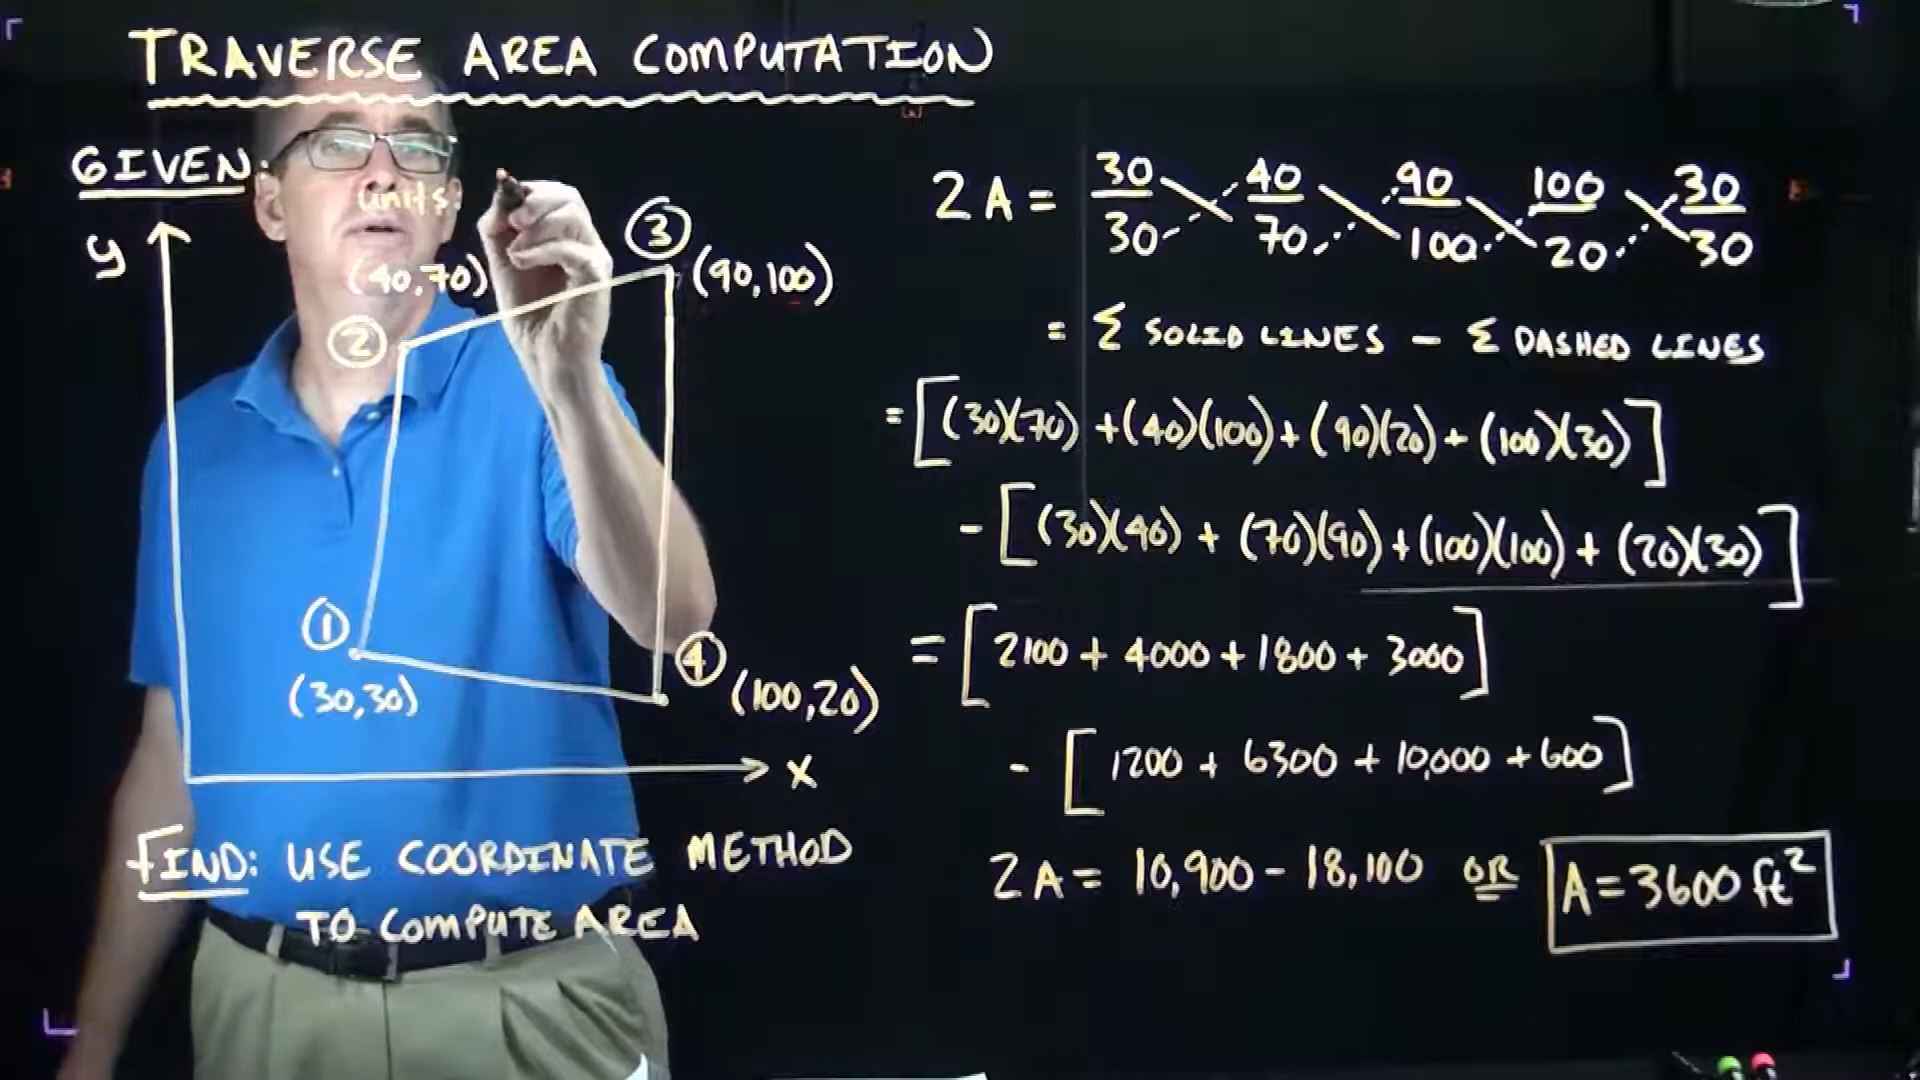 TRAVERSE AREA COMPUTATION
GIVEN:
units:
y
③
(40,70)
(90,100)
②
①
④
(30,30)
(100,20)
x
FIND: USE COORDINATE METHOD
TO COMPUTE AREA
2A = 30/30 40/70 90/100 100/20 30/30
= Σ SOLID LINES - Σ DASHED LINES
= [(30)(70) + (40)(100) + (90)(20) + (100)(30)]
- [(30)(40) + (70)(90) + (100)(100) + (20)(30)]
= [2100 + 4000 + 1800 + 3000]
- [1200 + 6300 + 10,000 + 600]
2A = 10,900 - 18,100 OR A = 3600 ft²